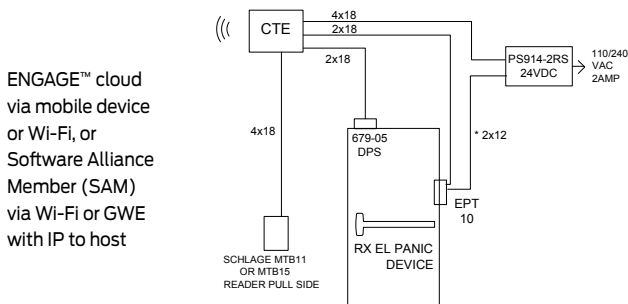 ENGAGE™ cloud
via mobile device
or Wi-Fi, or
Software Alliance
Member (SAM)
via Wi-Fi or GWE
with IP to host
CTE
4x18
2x18
2x18
4x18
PS914-2RS
24VDC
110/240
VAC
2AMP
* 2x12
679-05
DPS
EPT
10
RX EL PANIC
DEVICE
SCHLAGE MTB11
OR MTB15
READER PULL SIDE